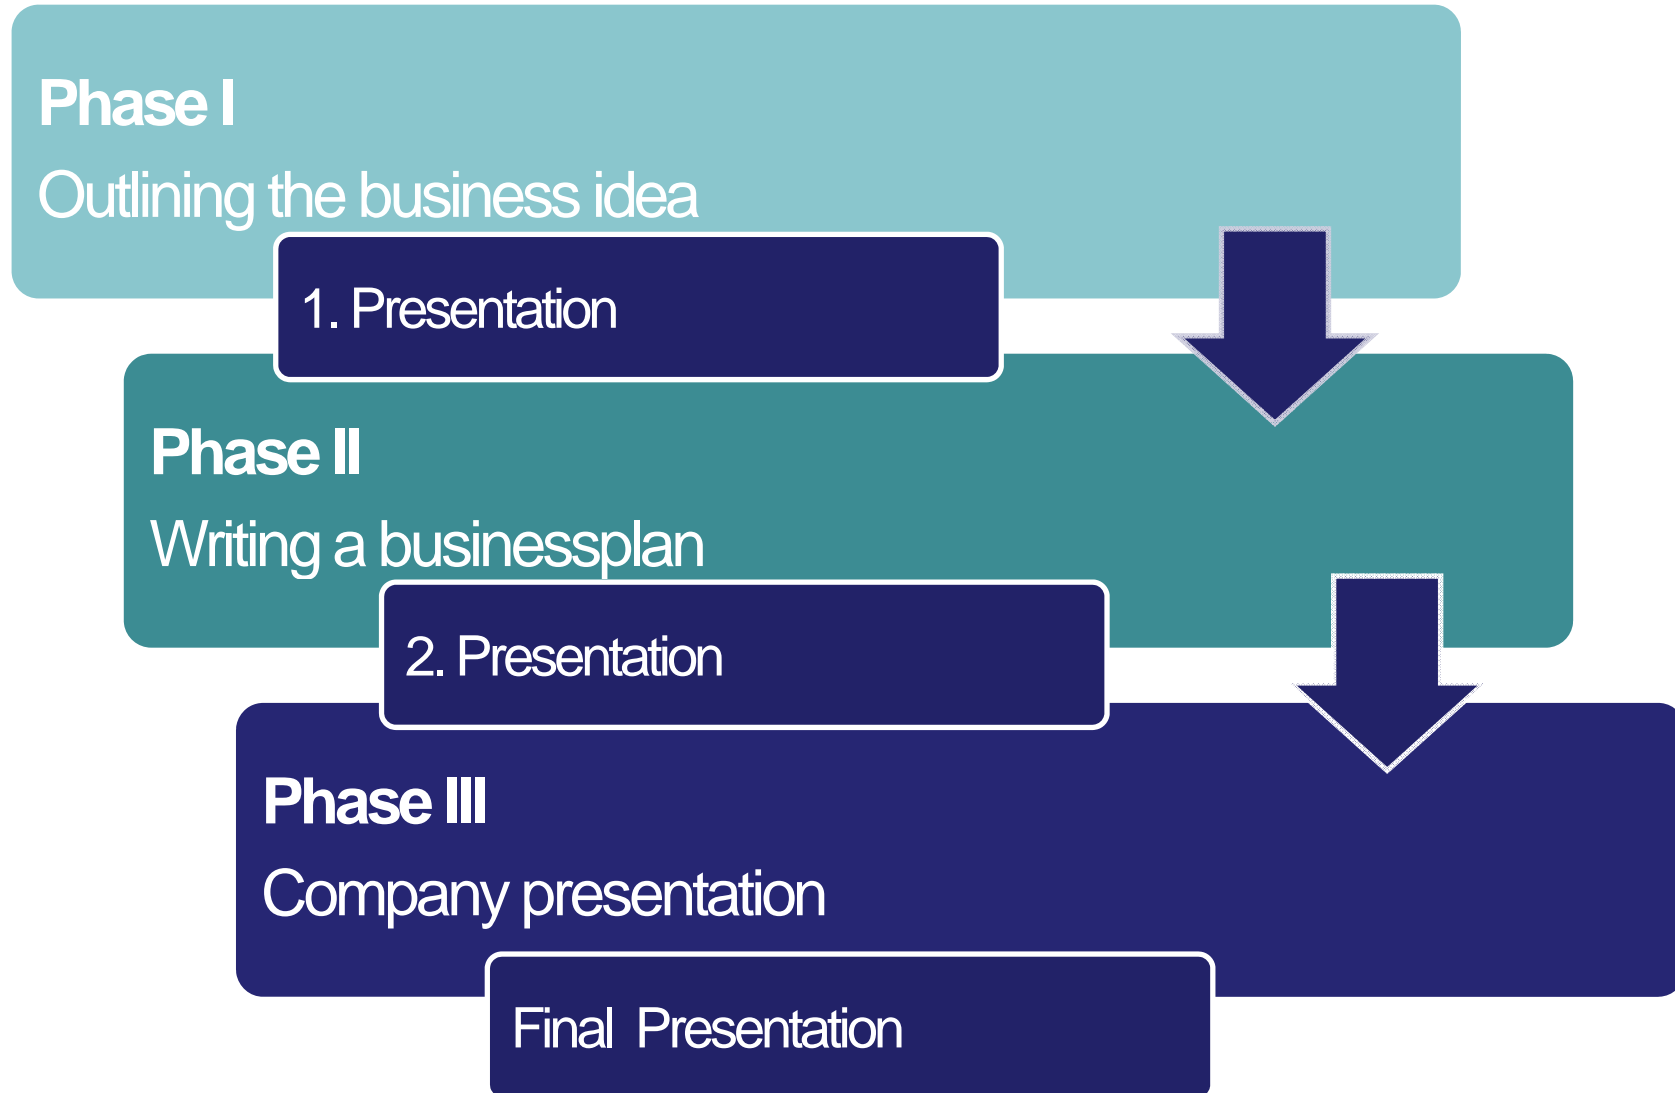 Phase I
Outlining the business idea
1. Presentation
Phase II
Writing a businessplan
2. Presentation
Phase III
Company presentation
Final Presentation